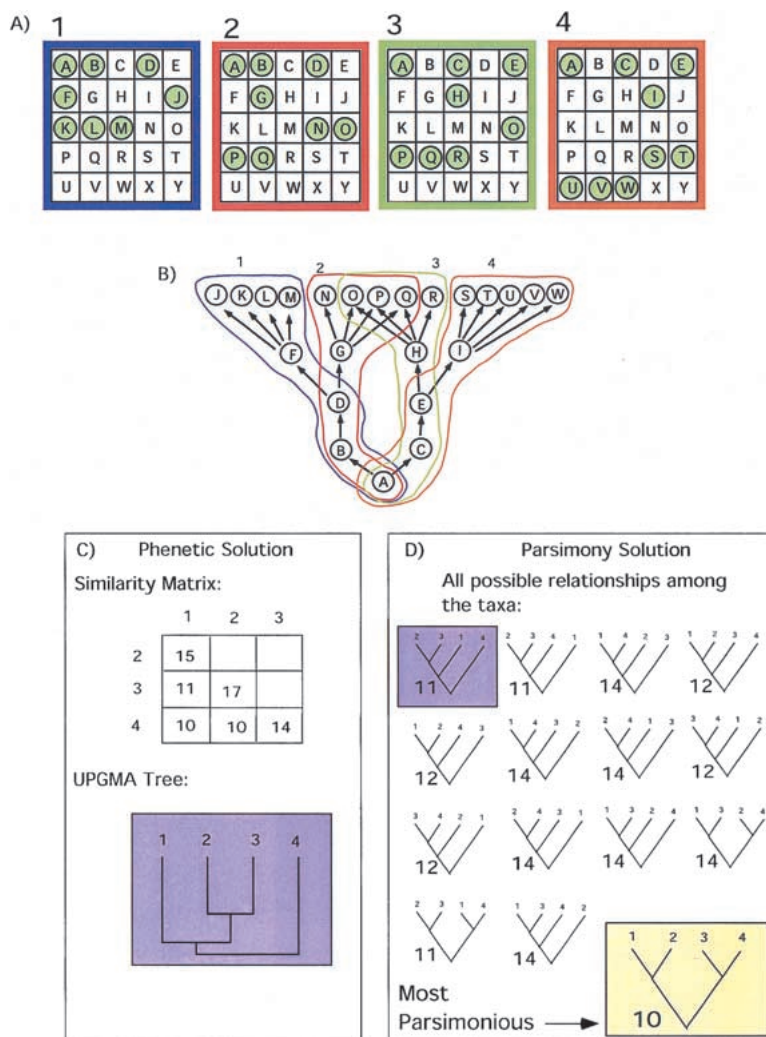 A)
1 2 3 4
A B C D E A B C D E A B C D E A B C D E
F G H I J F G H I J F G H I J F G H I J
K L M N O K L M N O K L M N O K L M N O
P Q R S T P Q R S T P Q R S T P Q R S T
U V W X Y U V W X Y U V W X Y U V W X Y
B)
1 2 3 4
J K L M N O P Q R S T U V W
F G H I
D E
B C
A
C) Phenetic Solution
Similarity Matrix:
1 2 3
2 15
3 11 17
4 10 10 14
UPGMA Tree:
1 2 3 4
D) Parsimony Solution
All possible relationships among
the taxa:
2 3 1 4 2 3 4 1 1 4 2 3 1 2 3 4
11 11 14 12
1 2 4 3 1 4 3 2 2 4 1 3 3 4 1 2
12 14 14 12
3 4 2 1 2 4 3 1 1 3 2 4 1 3 2 4
12 14 14 14
2 3 1 4 1 3 4 2
11 14
1 2 3 4
Most
Parsimonious 10